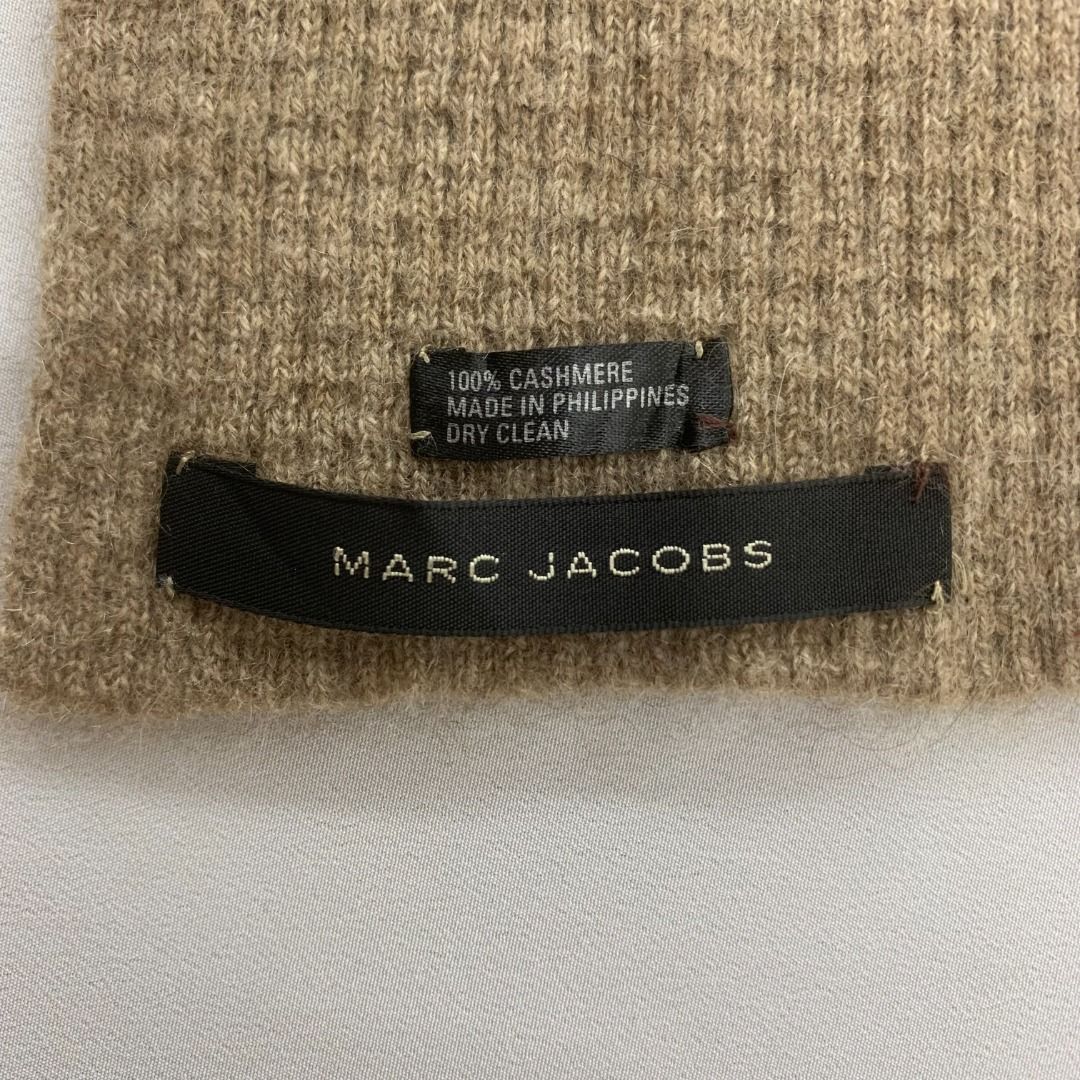 100% CASHMERE
MADE IN PHILIPPINES
DRY CLEAN
MARC JACOBS